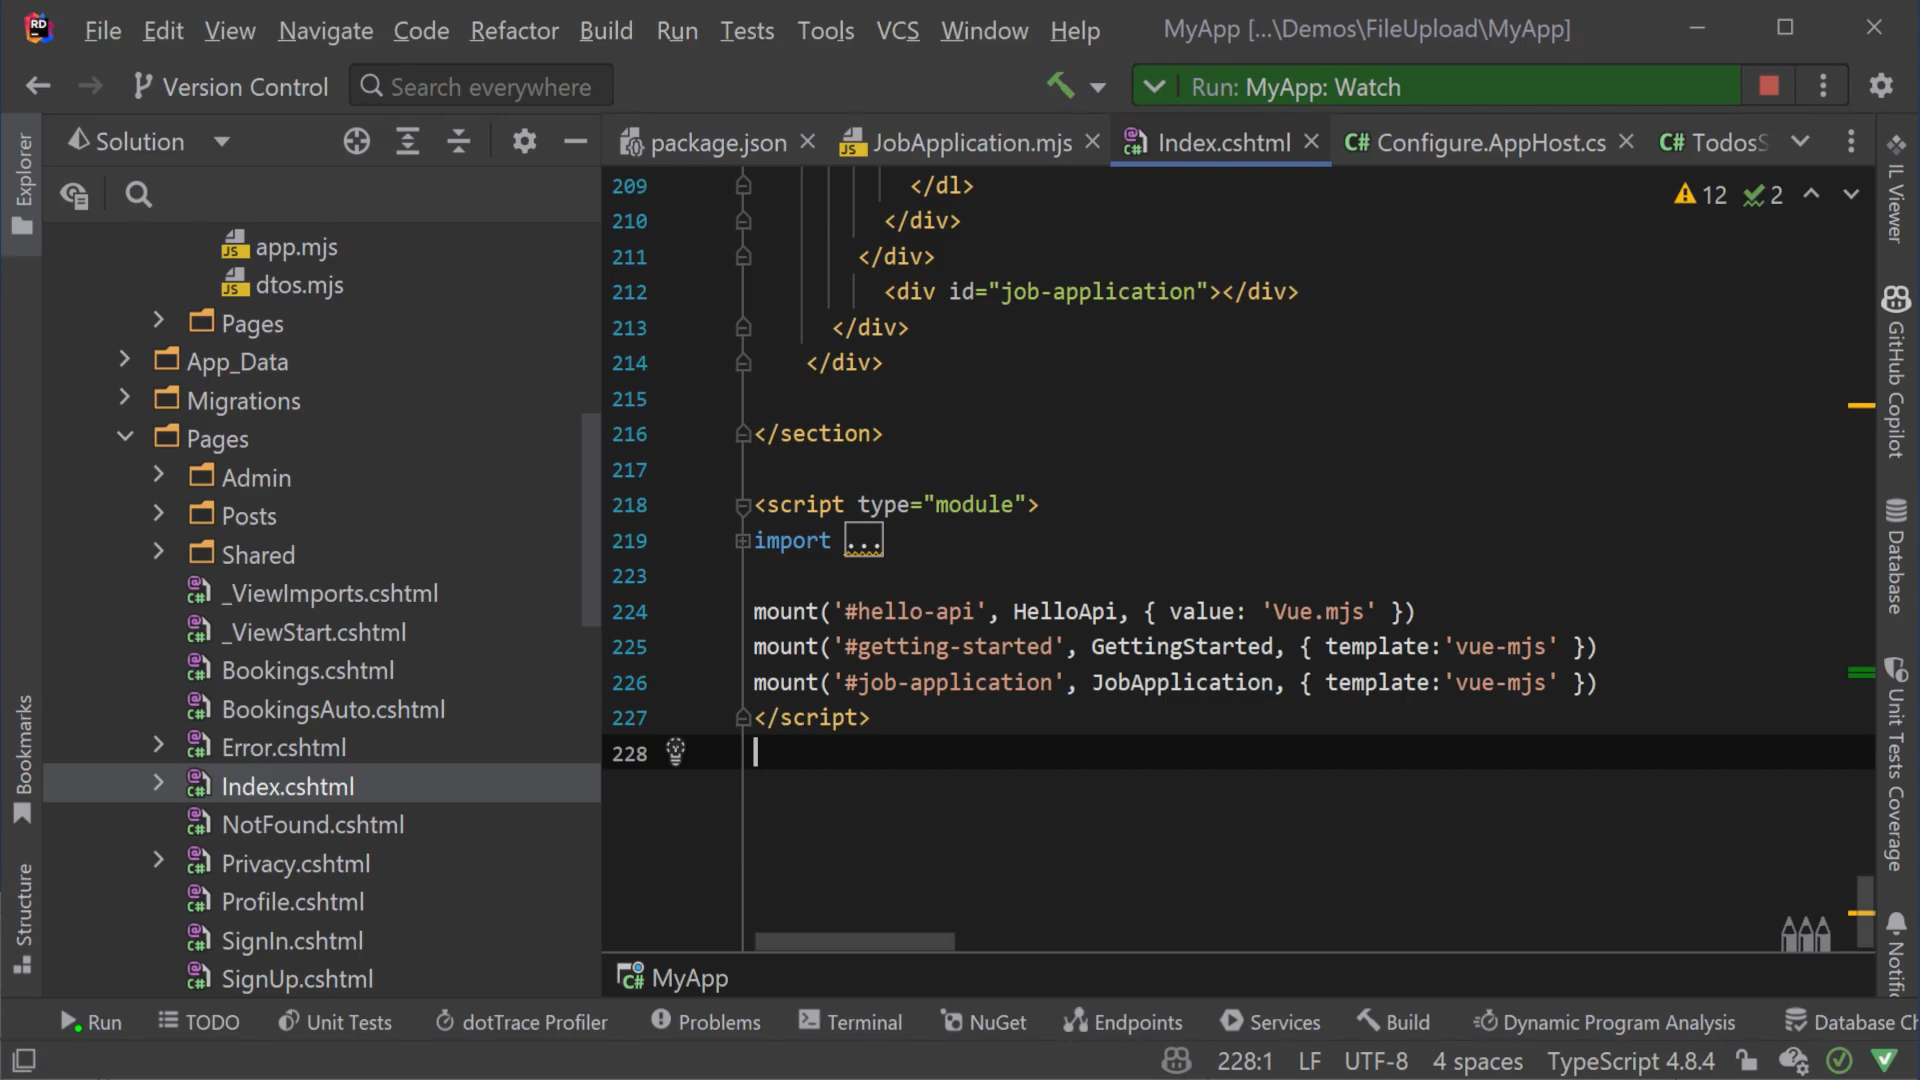 RD File Edit View Navigate Code Refactor Build Run Tests Tools VCS Window Help MyApp [...\Demos\FileUpload\MyApp]
Version Control Search everywhere Run: MyApp: Watch
Explorer
Solution
package.json JobApplication.mjs Index.cshtml C# Configure.AppHost.cs C# TodosS
12 2
app.mjs
dtos.mjs
Pages
App_Data
Migrations
Pages
Admin
Posts
Shared
_ViewImports.cshtml
_ViewStart.cshtml
Bookings.cshtml
BookingsAuto.cshtml
Error.cshtml
Index.cshtml
NotFound.cshtml
Privacy.cshtml
Profile.cshtml
SignIn.cshtml
SignUp.cshtml
Bookmarks
Structure
209 </dl>
210 </div>
211 </div>
212 <div id="job-application"></div>
213 </div>
214 </div>
215
216 </section>
217
218 <script type="module">
219 import ...
223
224 mount('#hello-api', HelloApi, { value: 'Vue.mjs' })
225 mount('#getting-started', GettingStarted, { template:'vue-mjs' })
226 mount('#job-application', JobApplication, { template:'vue-mjs' })
227 </script>
228
IL Viewer
GitHub Copilot
Database
Unit Tests Coverage
Notific
MyApp
Run TODO Unit Tests dotTrace Profiler Problems Terminal NuGet Endpoints Services Build Dynamic Program Analysis Database Ch
228:1 LF UTF-8 4 spaces TypeScript 4.8.4